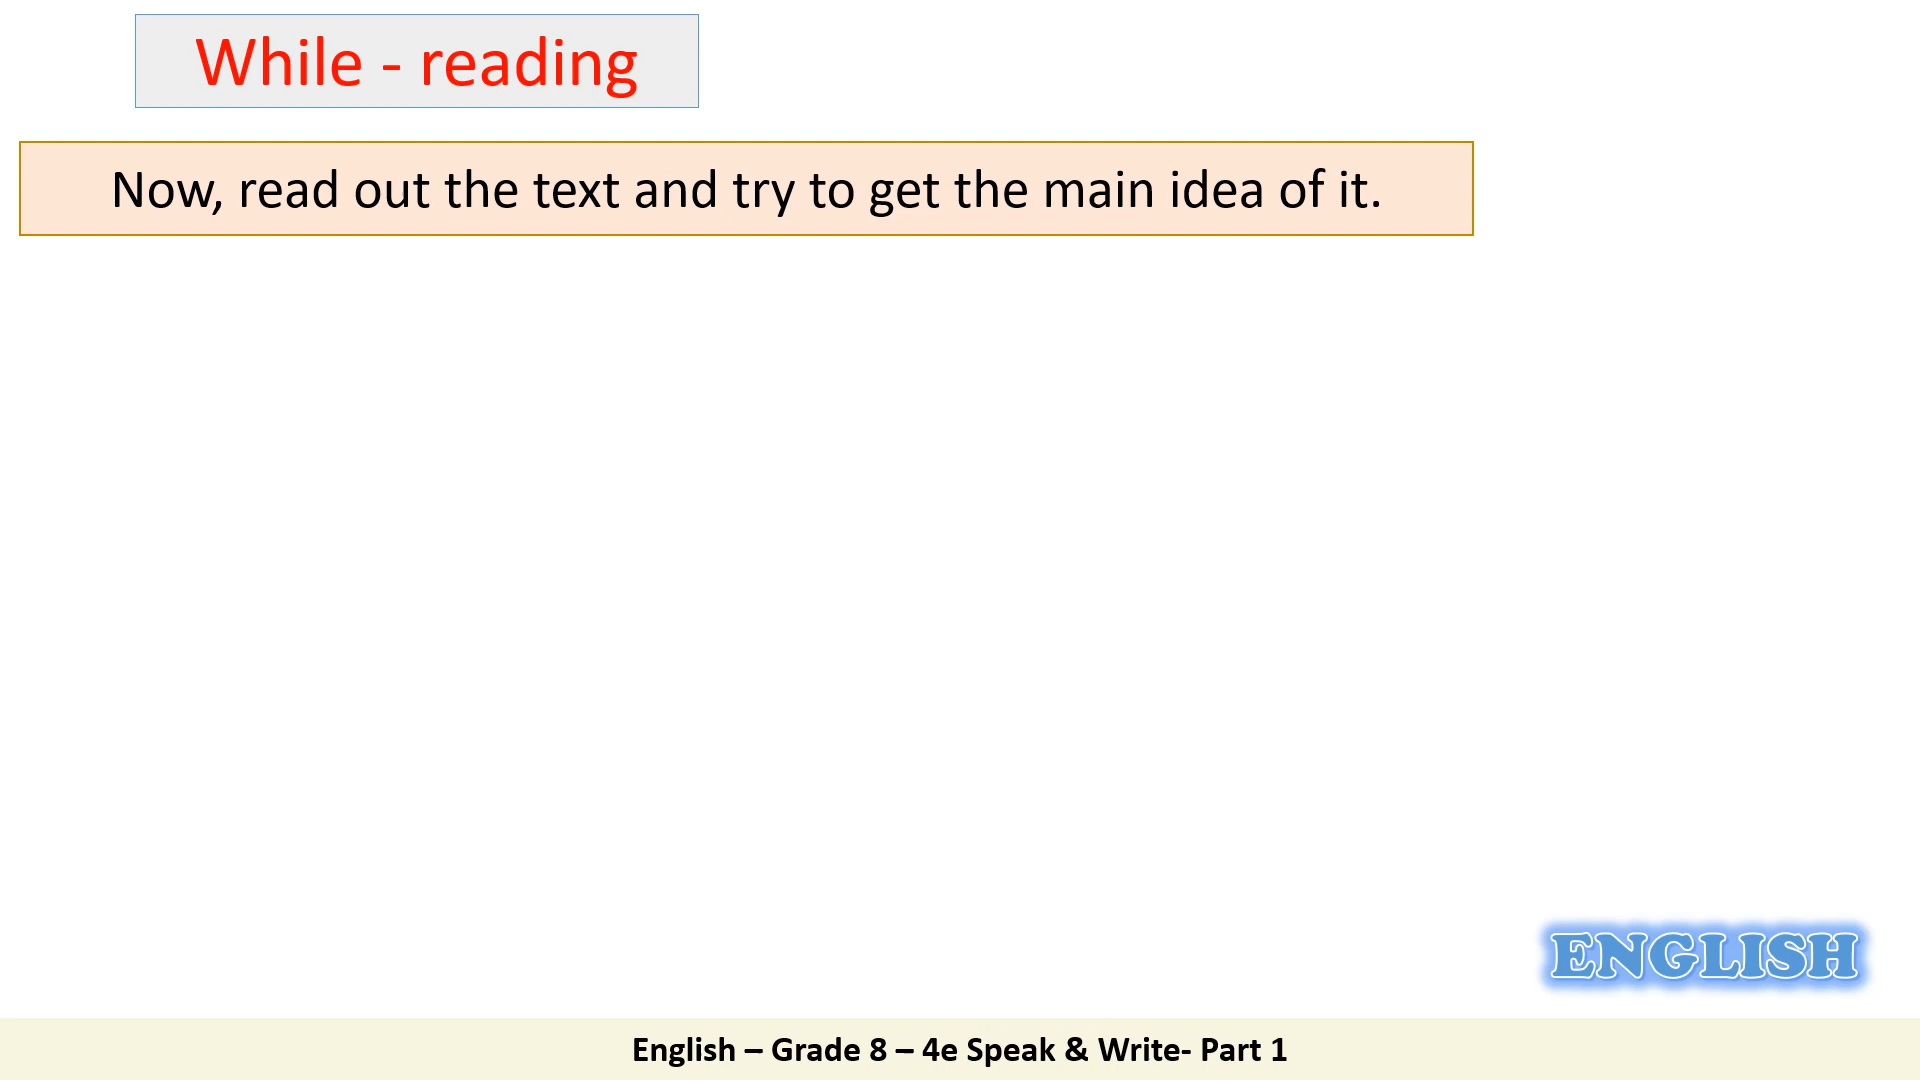 While - reading
Now, read out the text and try to get the main idea of it.
ENGLISH
English – Grade 8 – 4e Speak & Write- Part 1